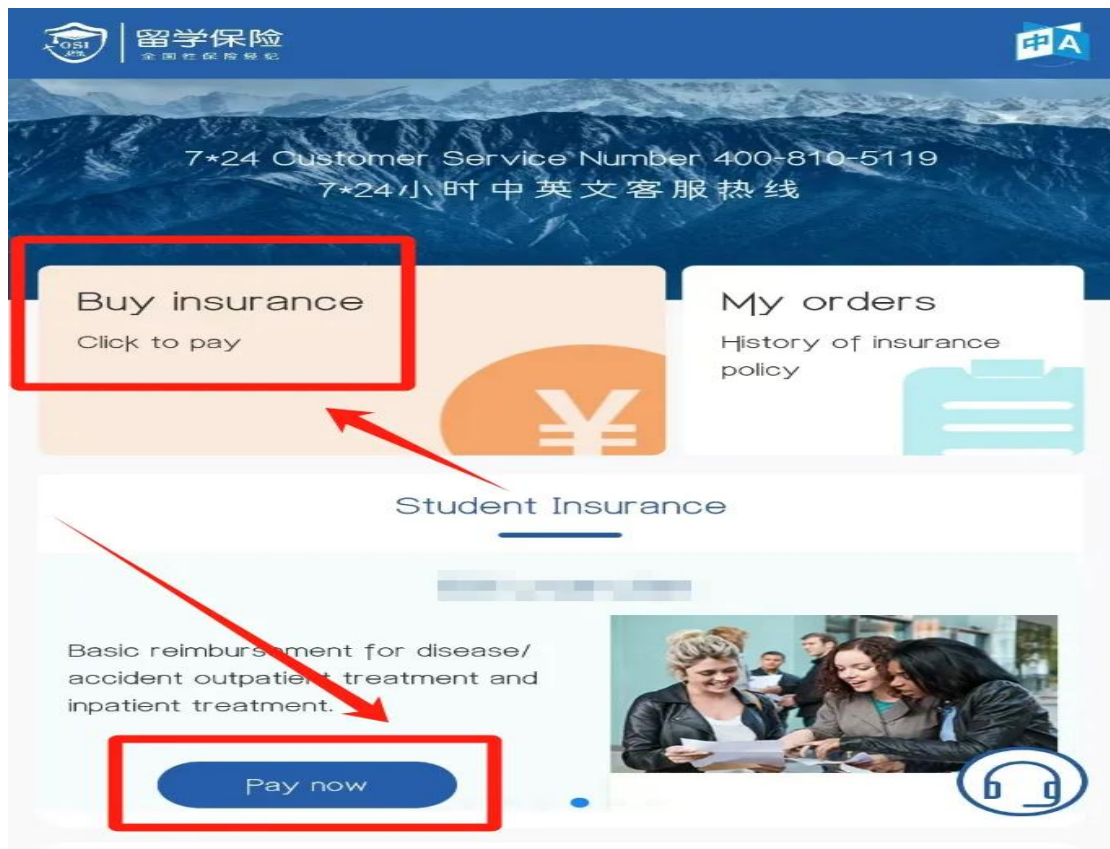 OSI
留学保险
全国性保险经纪
中 A
7*24 Customer Service Number 400-810-5119
7*24小时中英文客服热线
Buy insurance
Click to pay
My orders
History of insurance
policy
¥
Student Insurance
Basic reimbursement for disease/
accident outpatient treatment and
inpatient treatment.
Pay now